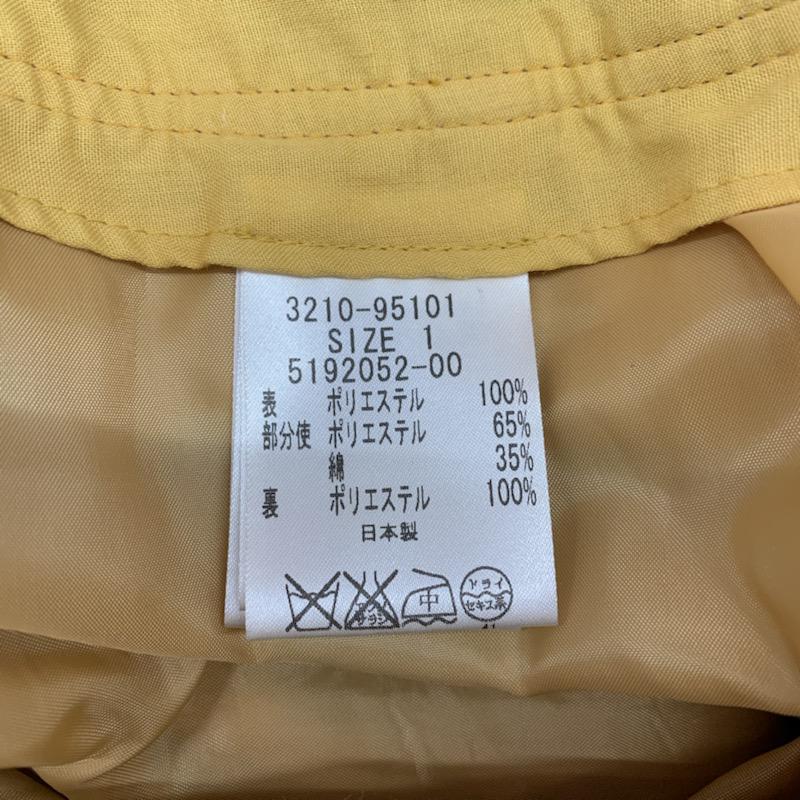 3210-95101
SIZE 1
5192052-00
表 ポリエステル 100%
部分使 ポリエステル 65%
綿 35%
裏 ポリエステル 100%
日本製
中 ドライ
セキユ系